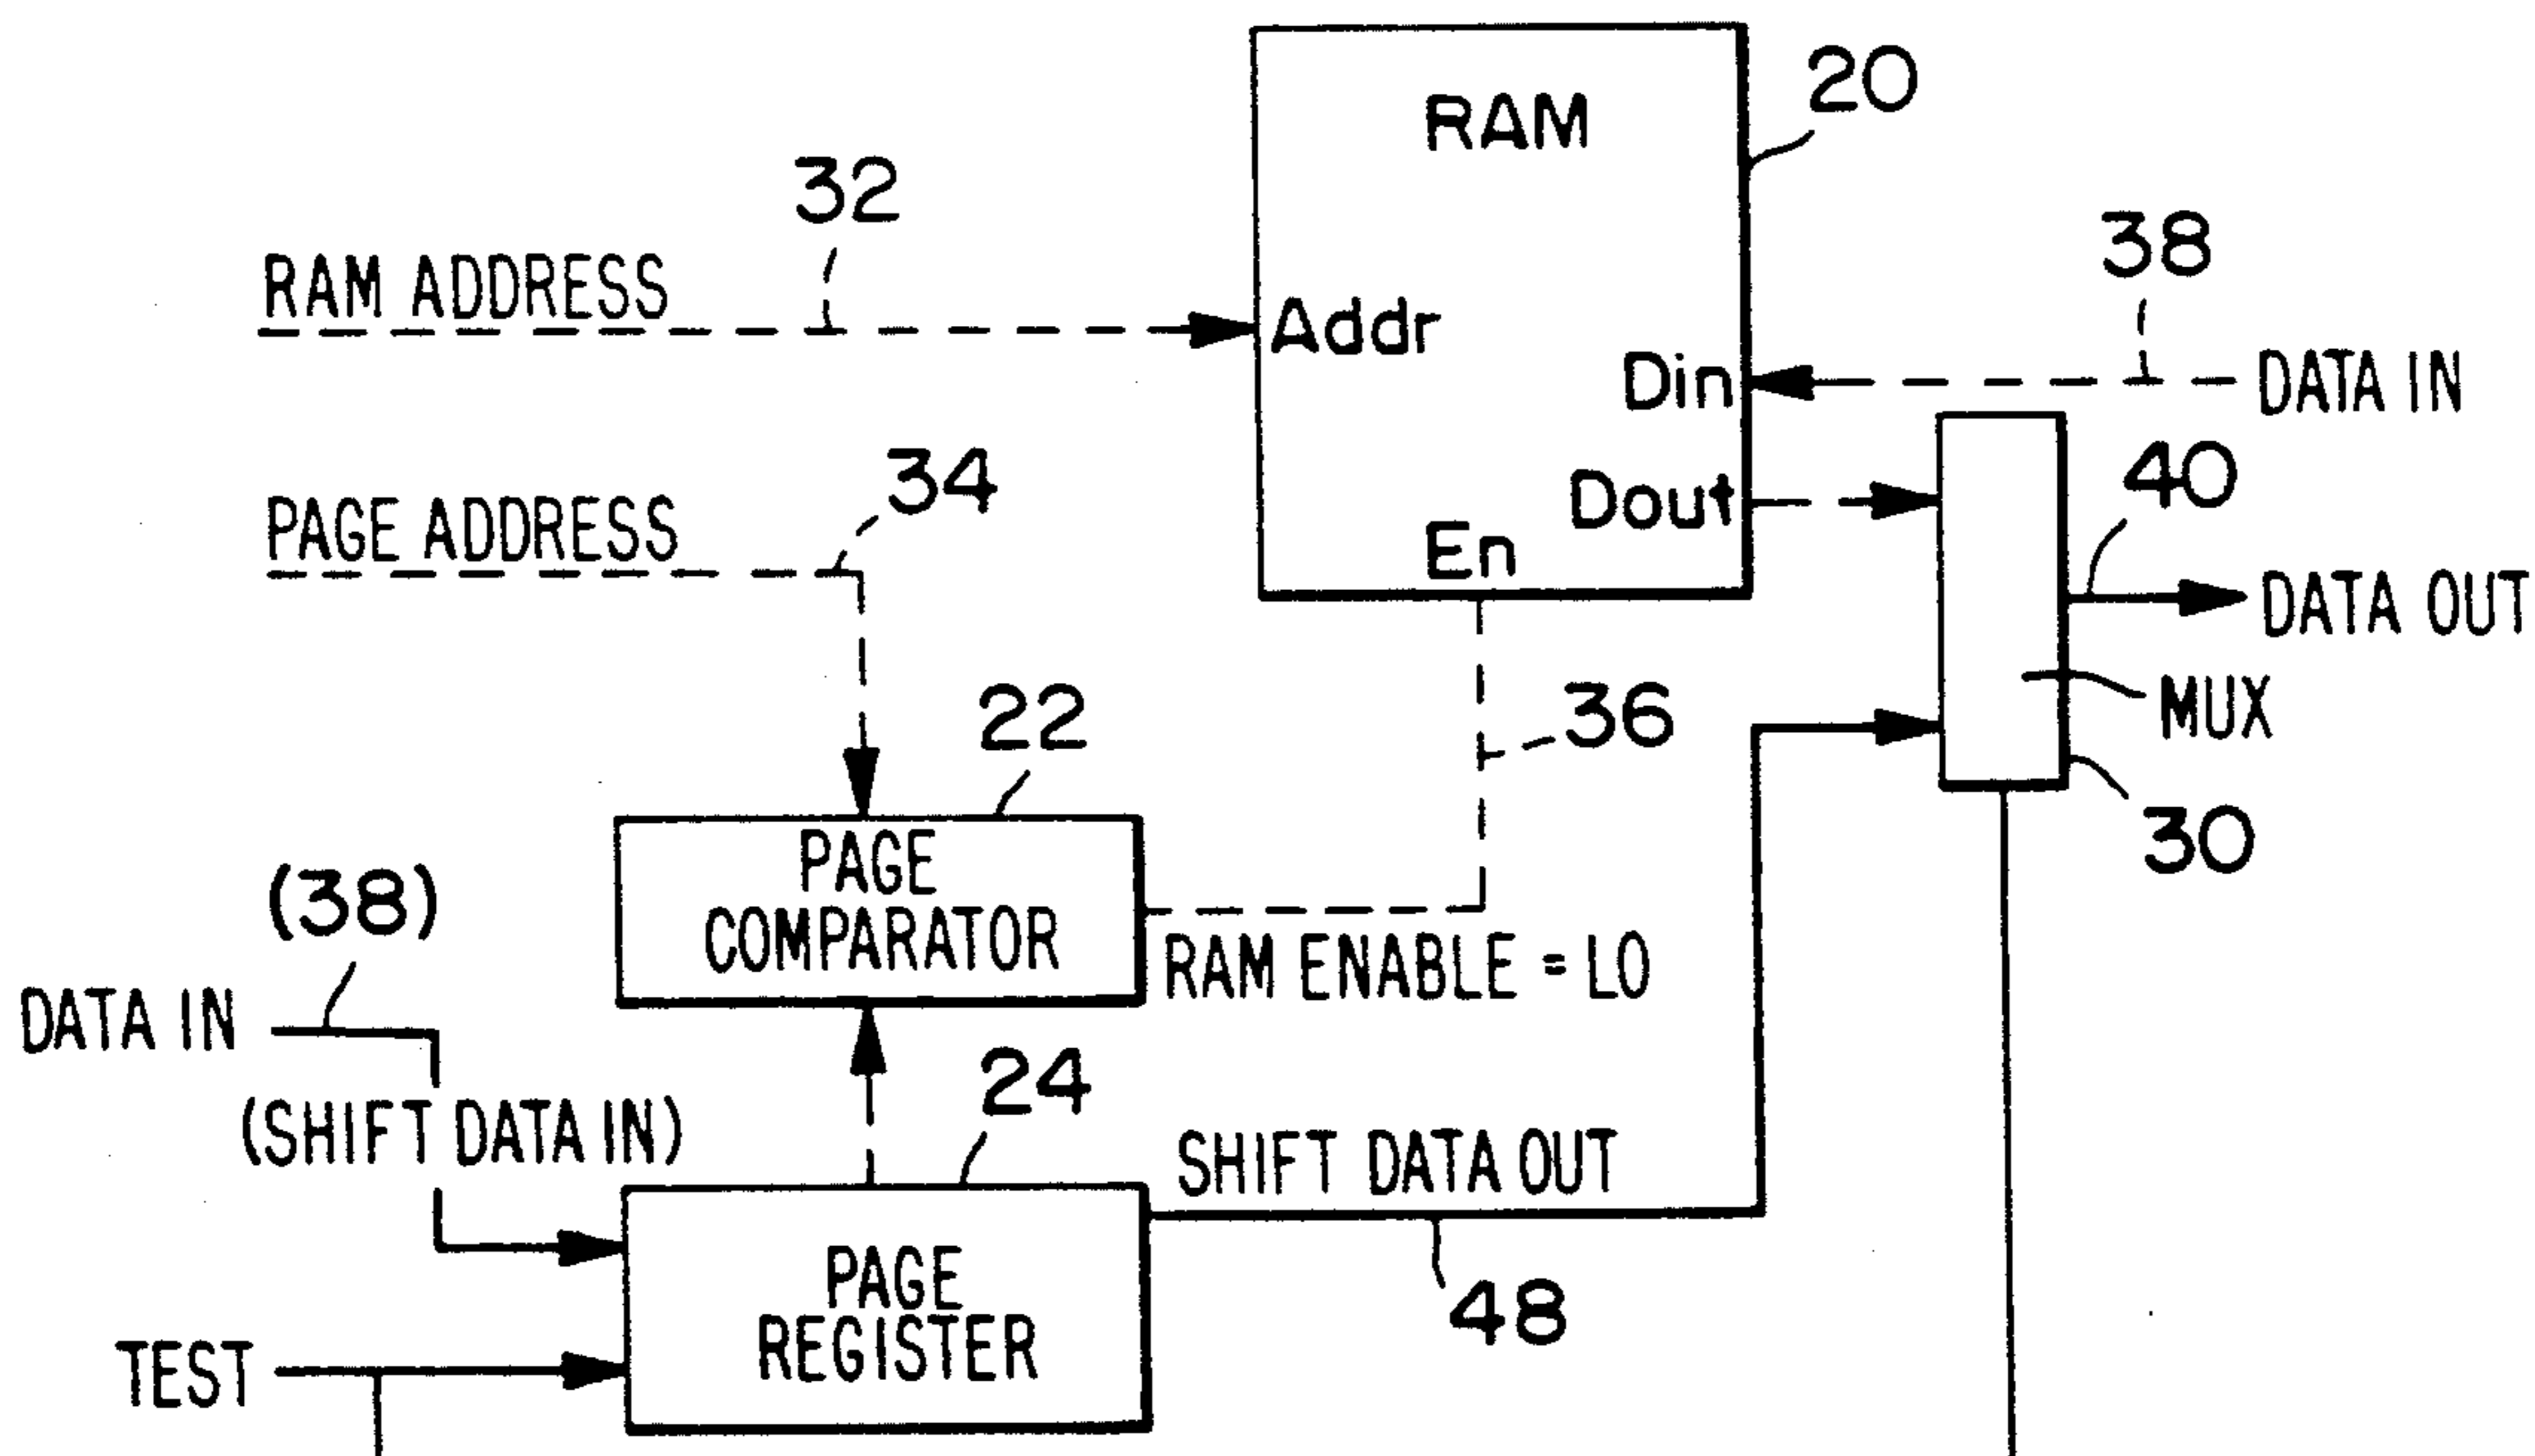 RAM
20
32
RAM ADDRESS
38
Addr
Din
DATA IN
34
PAGE ADDRESS
Dout
40
En
DATA OUT
22
36
MUX
30
PAGE
COMPARATOR
(38)
RAM ENABLE = LO
DATA IN
24
(SHIFT DATA IN)
SHIFT DATA OUT
PAGE
REGISTER
48
TEST